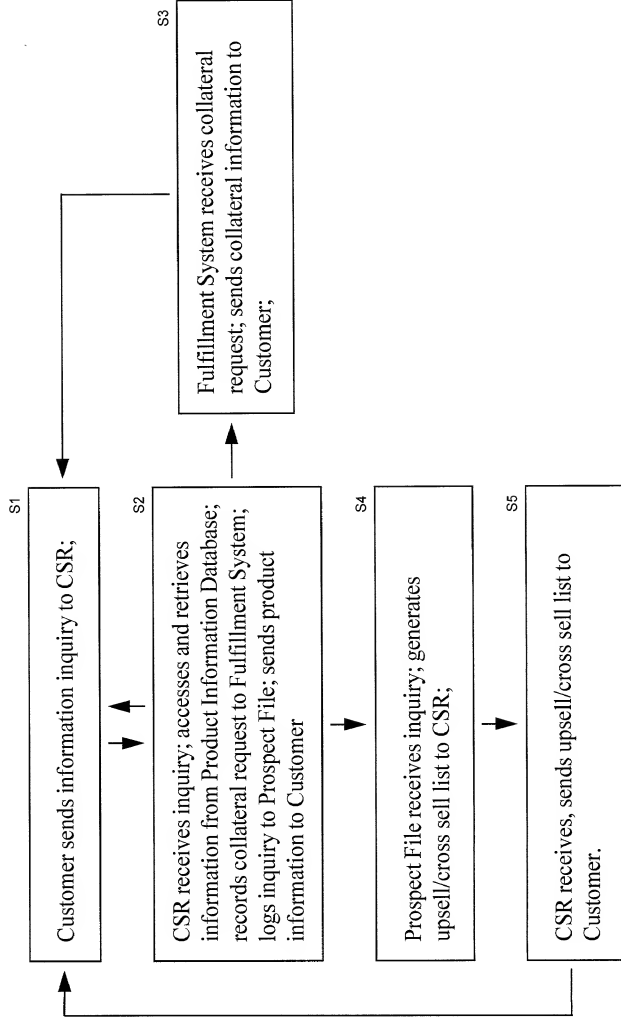 S1
Customer sends information inquiry to CSR;
S2
CSR receives inquiry; accesses and retrieves
information from Product Information Database;
records collateral request to Fulfillment System;
logs inquiry to Prospect File; sends product
information to Customer
S3
Fulfillment System receives collateral
request; sends collateral information to
Customer;
S4
Prospect File receives inquiry; generates
upsell/cross sell list to CSR;
S5
CSR receives, sends upsell/cross sell list to
Customer.